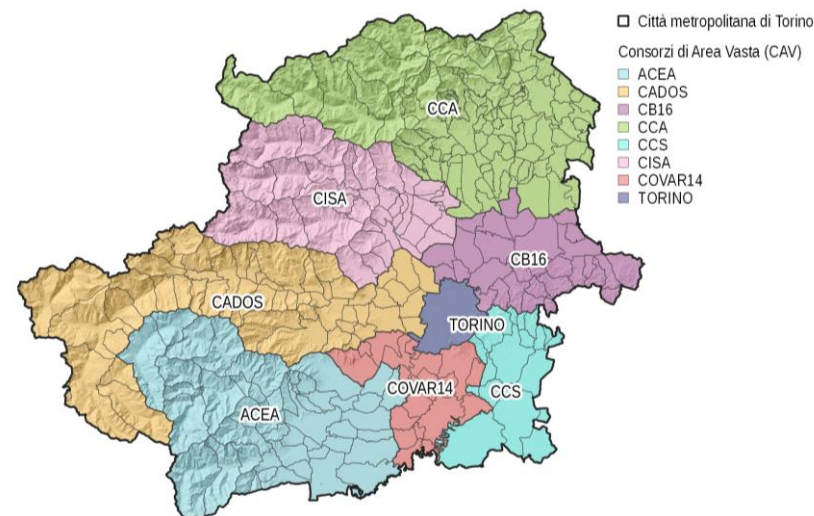 Città metropolitana di Torino
Consorzi di Area Vasta (CAV)
ACEA
CADOS
CB16
CCA
CCS
CISA
COVAR14
TORINO
CCA
CISA
CB16
CADOS
TORINO
COVAR14
CCS
ACEA